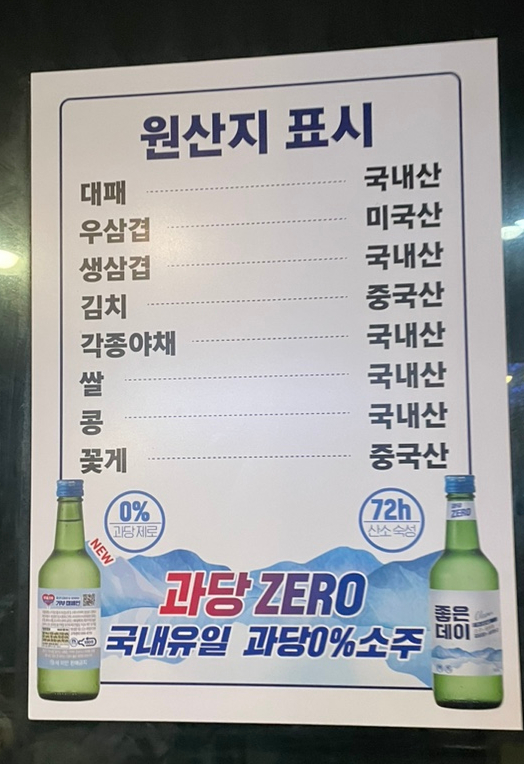 원산지 표시
대패 국내산
우삼겹 미국산
생삼겹 국내산
김치 중국산
각종야채 국내산
쌀 국내산
콩 국내산
꽃게 중국산
0%
과당제로
72h
산소 숙성
NEW
과당 ZERO
국내유일 과당0%소주
ZERO
좋은
데이